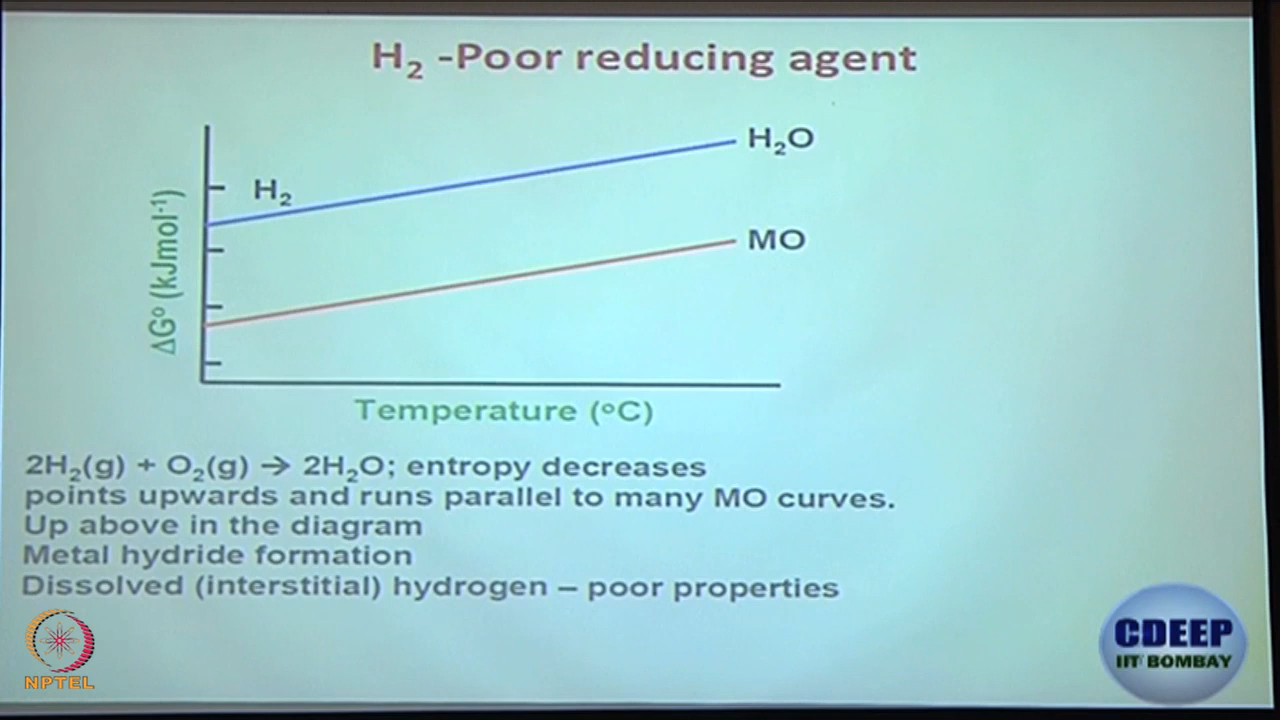 H₂ -Poor reducing agent
H₂O
H₂
MO
ΔGº (kJmol⁻¹)
Temperature (ºC)
2H₂(g) + O₂(g) → 2H₂O; entropy decreases
points upwards and runs parallel to many MO curves.
Up above in the diagram
Metal hydride formation
Dissolved (interstitial) hydrogen – poor properties
NPTEL
CDEEP
IIT BOMBAY